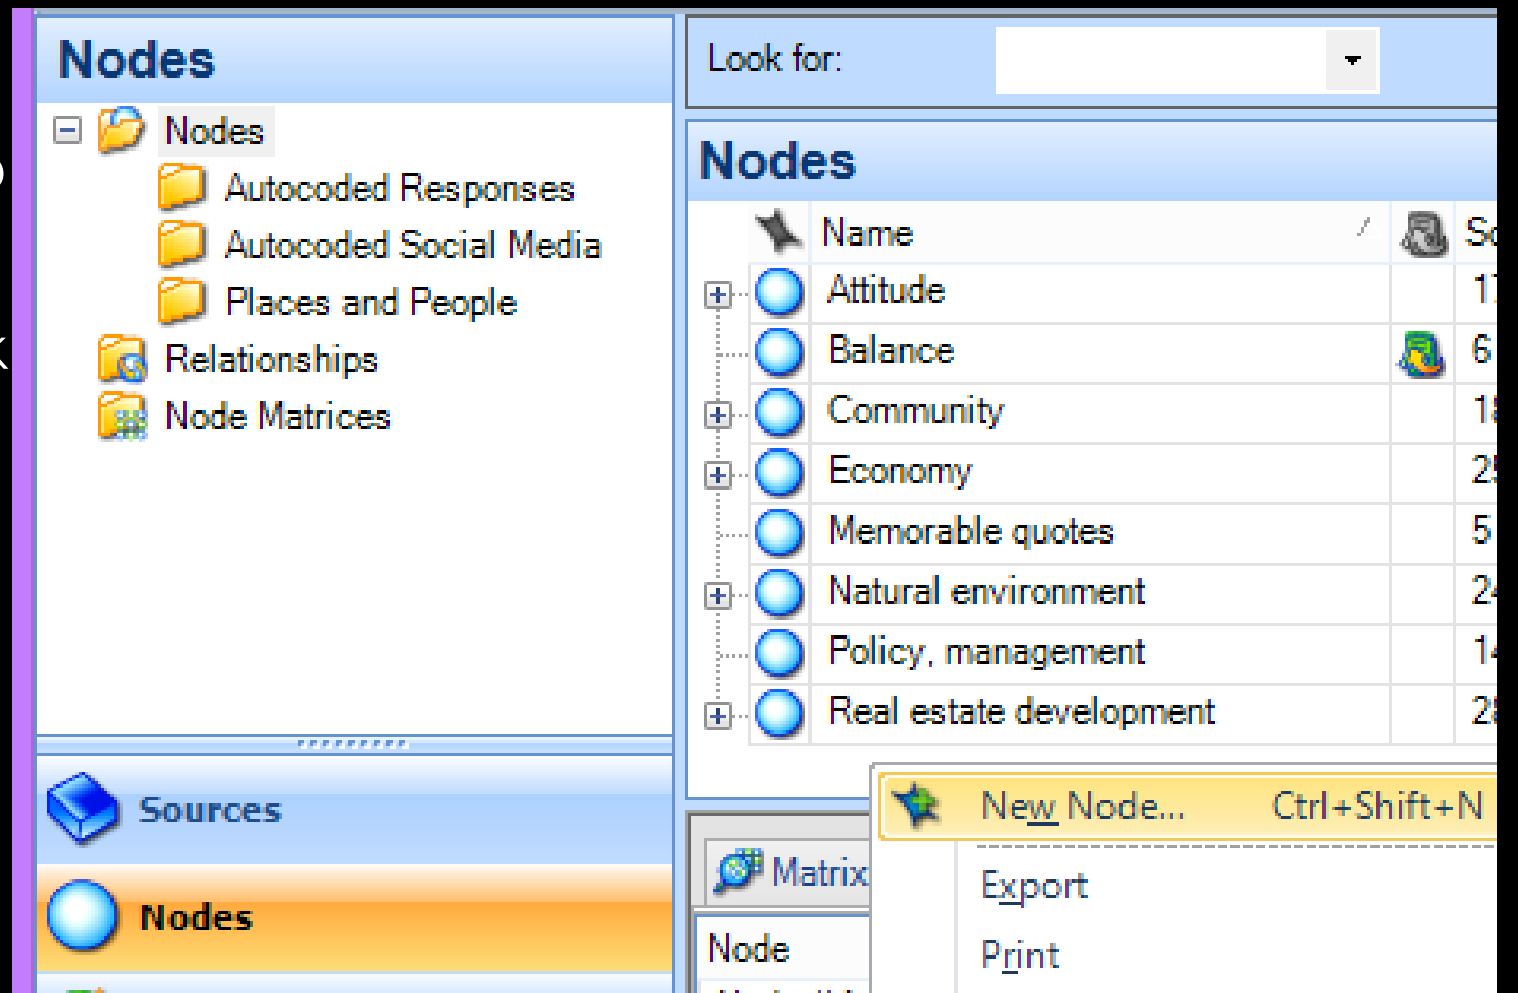 Nodes
Nodes
Autocoded Responses
Autocoded Social Media
Places and People
Relationships
Node Matrices
Sources
Nodes
Look for:
Nodes
Name
Attitude
Balance 6
Community
Economy
Memorable quotes 5
Natural environment
Policy, management
Real estate development
New Node... Ctrl+Shift+N
Export
Print
Matrix
Node